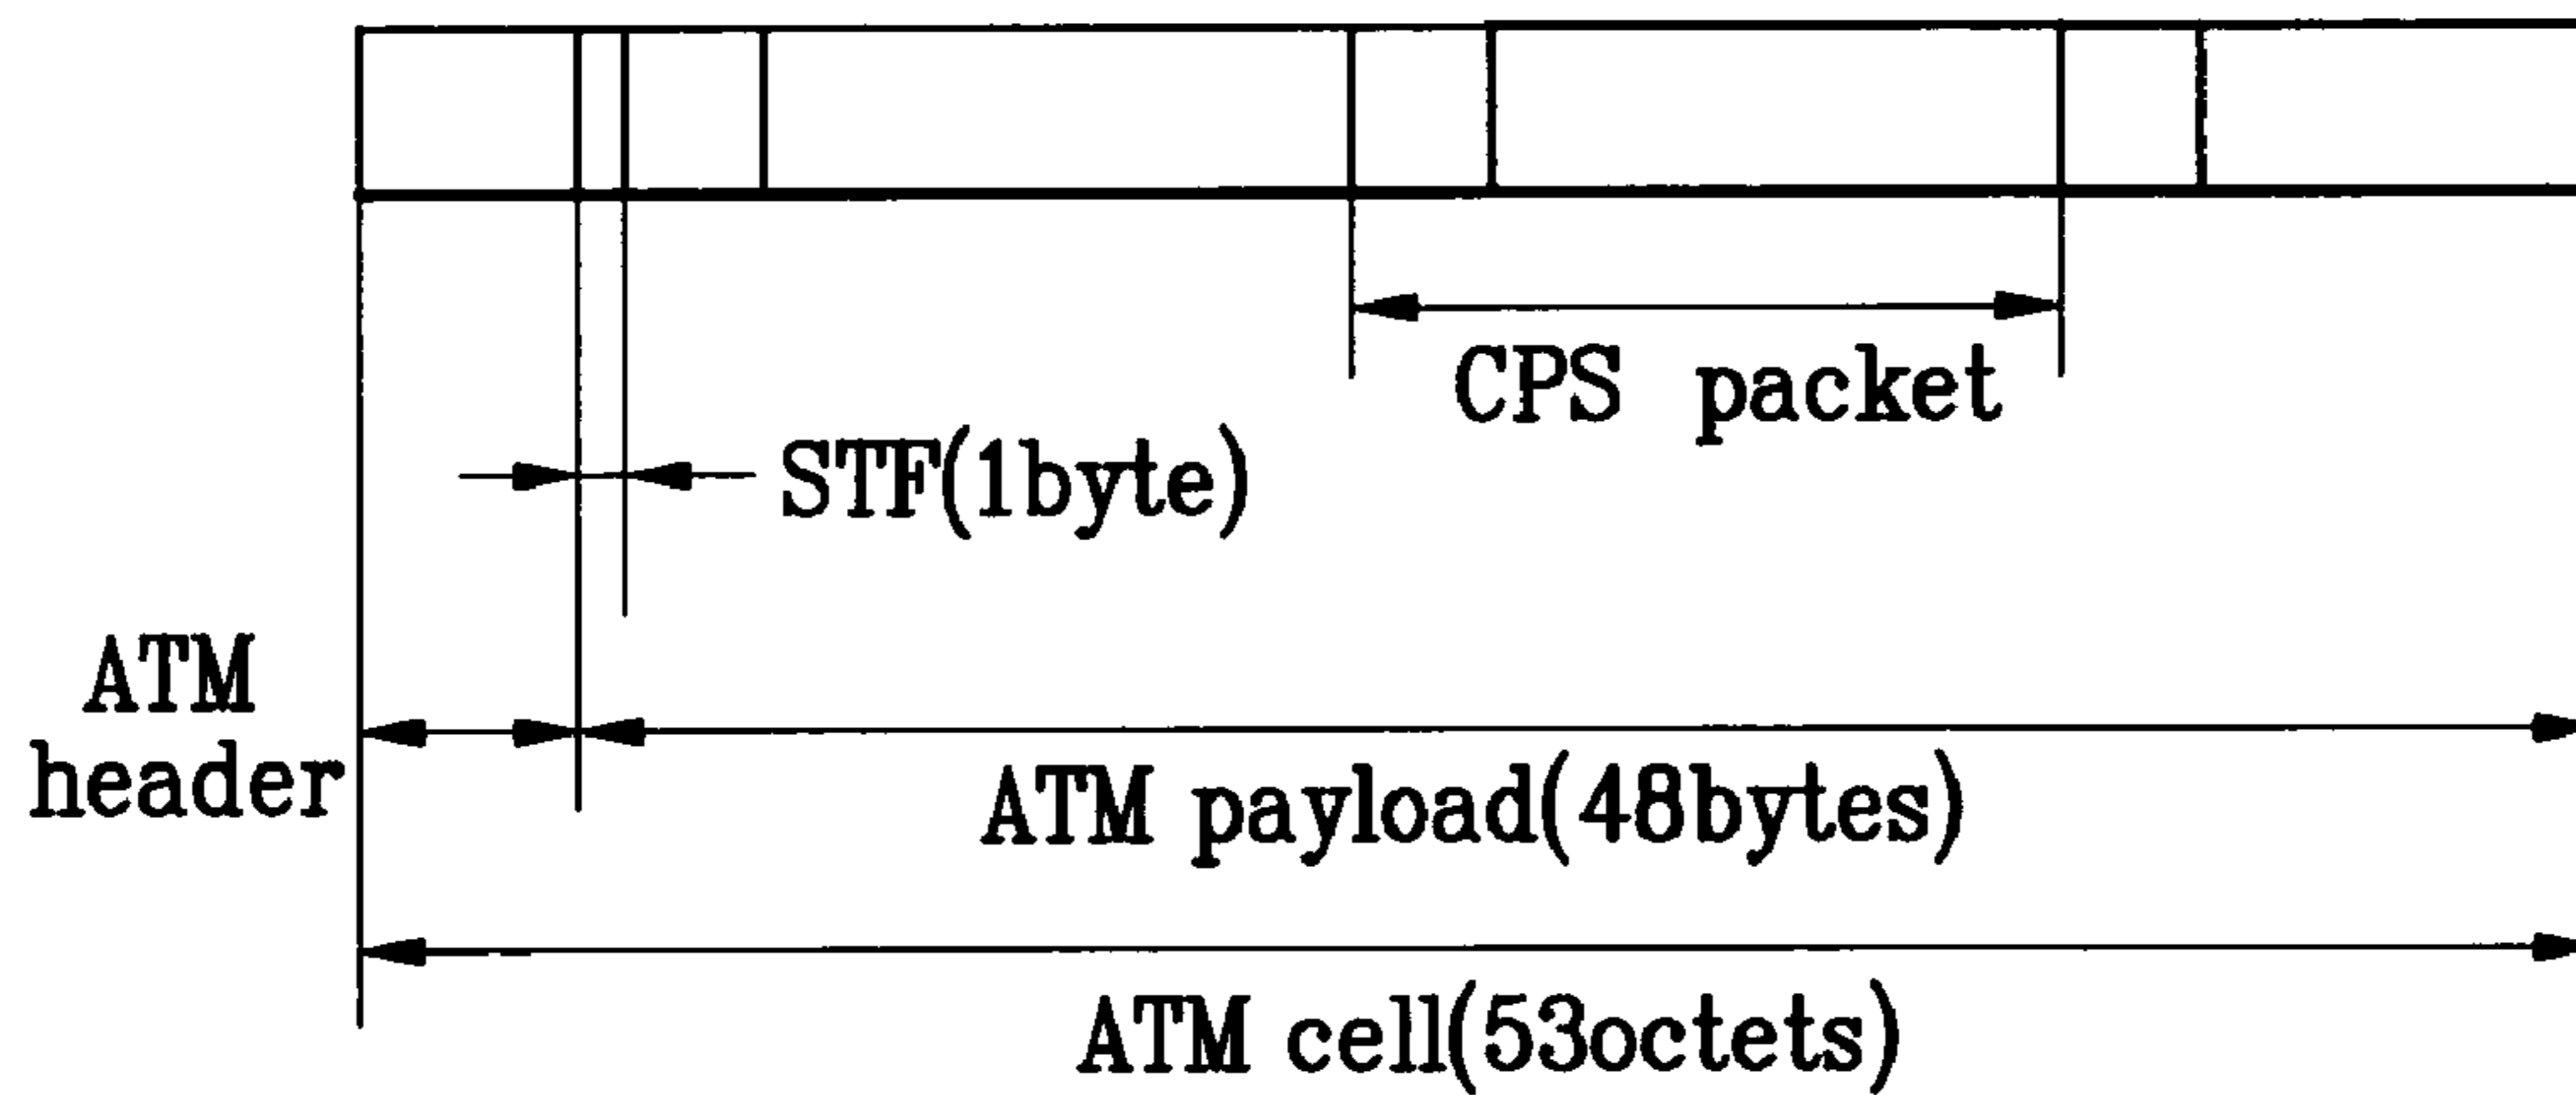 CPS packet
STF(1byte)
ATM
header
ATM payload(48bytes)
ATM cell(53octets)